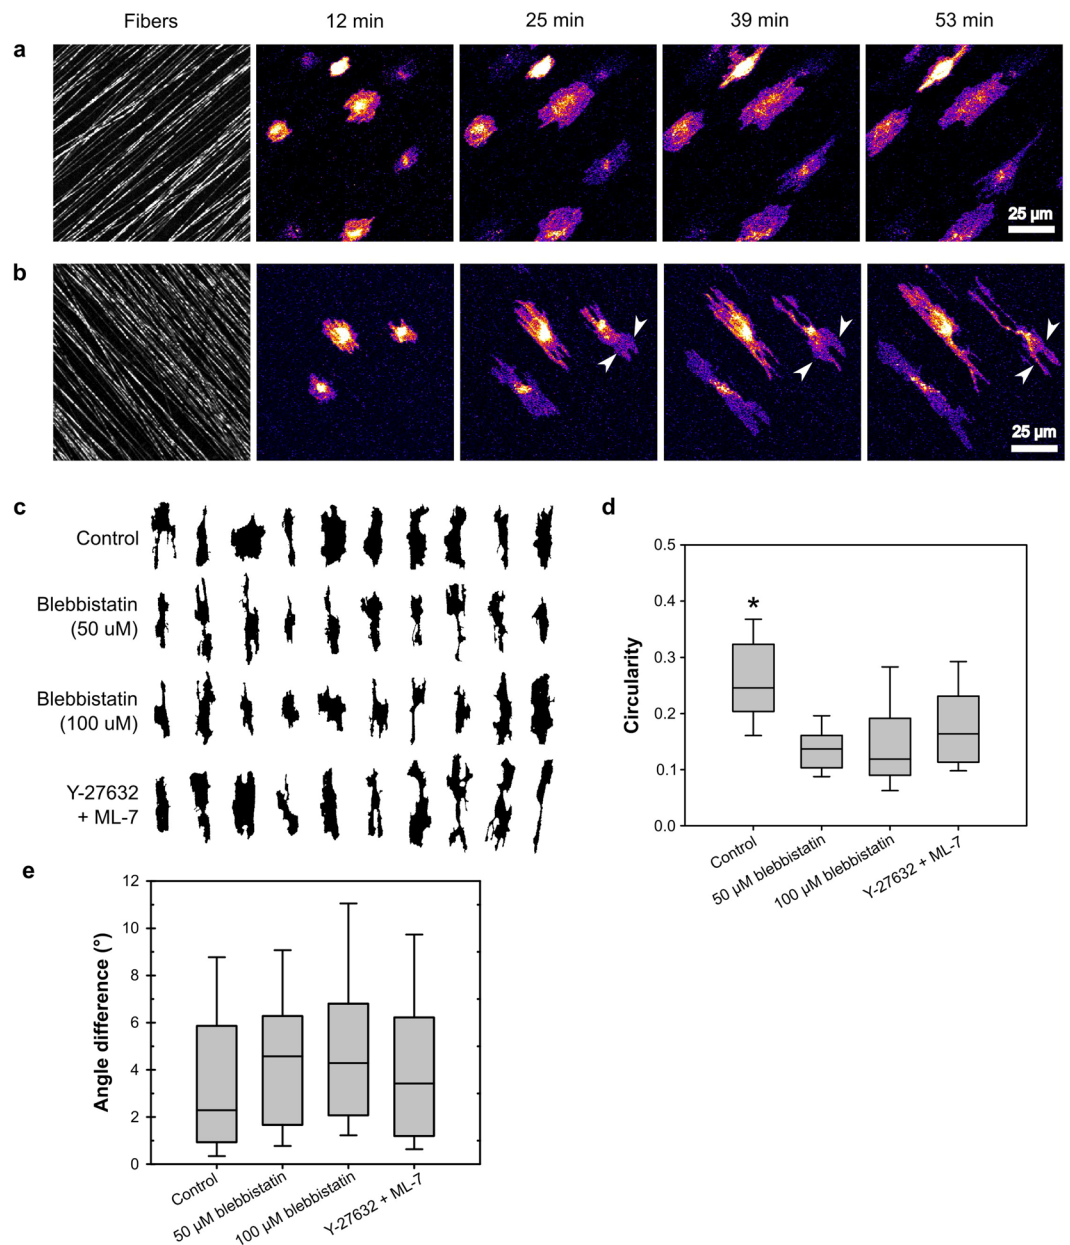 Fibers 12 min 25 min 39 min 53 min
a
25 µm
b
25 µm
c
Control
Blebbistatin
(50 uM)
Blebbistatin
(100 uM)
Y-27632
+ ML-7
d
0.5
0.4
0.3
0.2
0.1
0.0
Circularity
*
Control
50 µM blebbistatin
100 µM blebbistatin
Y-27632 + ML-7
e
12
10
8
6
4
2
0
Angle difference (°)
Control
50 µM blebbistatin
100 µM blebbistatin
Y-27632 + ML-7